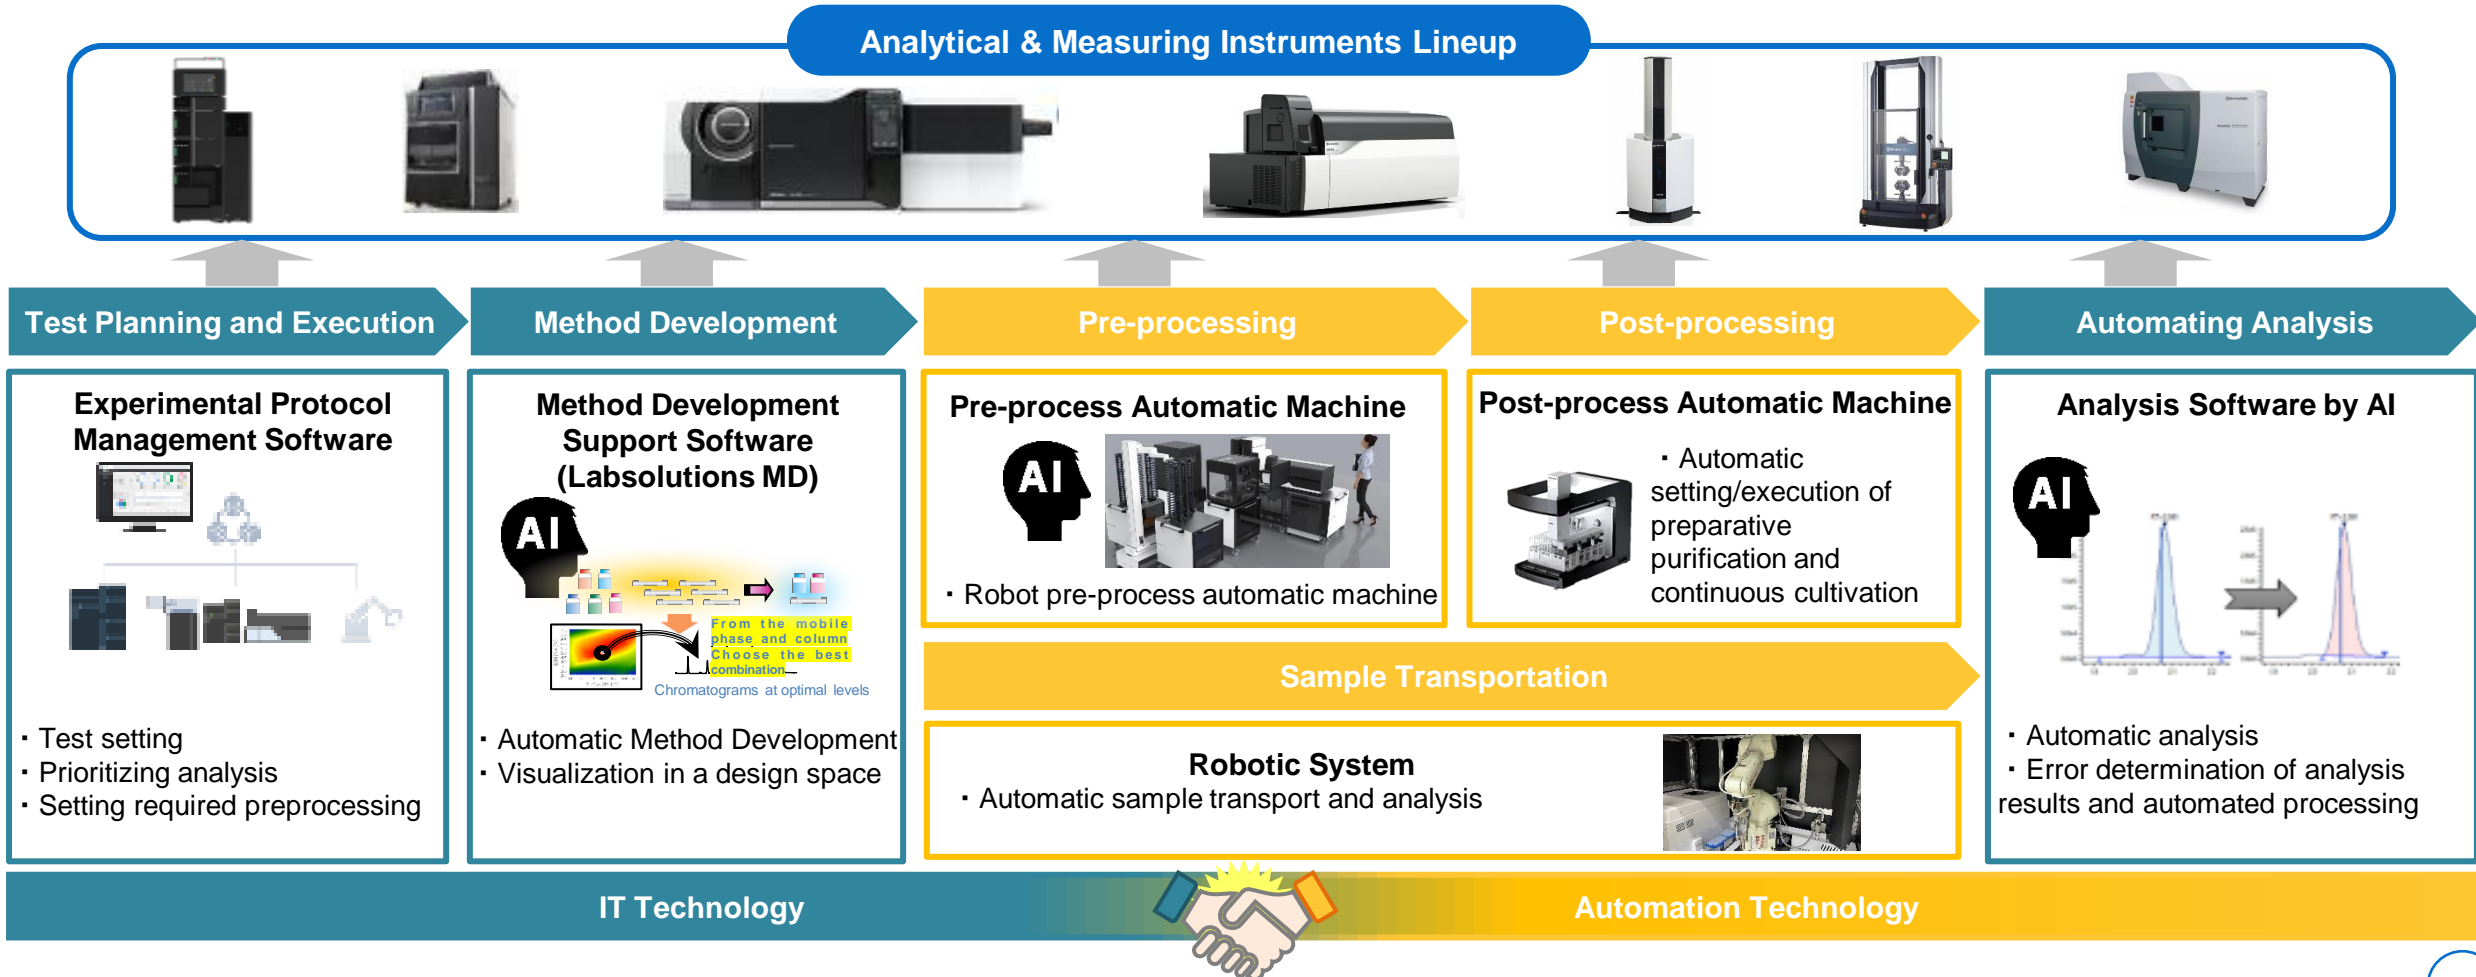 Analytical & Measuring Instruments Lineup
Test Planning and Execution
Method Development
Pre-processing
Post-processing
Automating Analysis
Experimental Protocol
Management Software
・Test setting
・Prioritizing analysis
・Setting required preprocessing
Method Development
Support Software
(Labsolutions MD)
AI
From the mobile
phase and column
Choose the best
combination
Chromatograms at optimal levels
・Automatic Method Development
・Visualization in a design space
Pre-process Automatic Machine
AI
・Robot pre-process automatic machine
Post-process Automatic Machine
・Automatic
setting/execution of
preparative
purification and
continuous cultivation
Sample Transportation
Robotic System
・Automatic sample transport and analysis
Analysis Software by AI
AI
・Automatic analysis
・Error determination of analysis
results and automated processing
IT Technology
Automation Technology